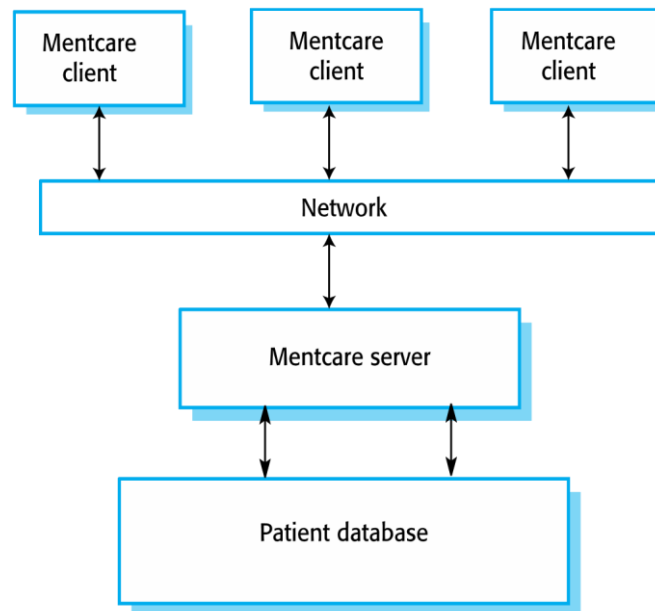 Mentcare
client
Mentcare
client
Mentcare
client
Network
Mentcare server
Patient database